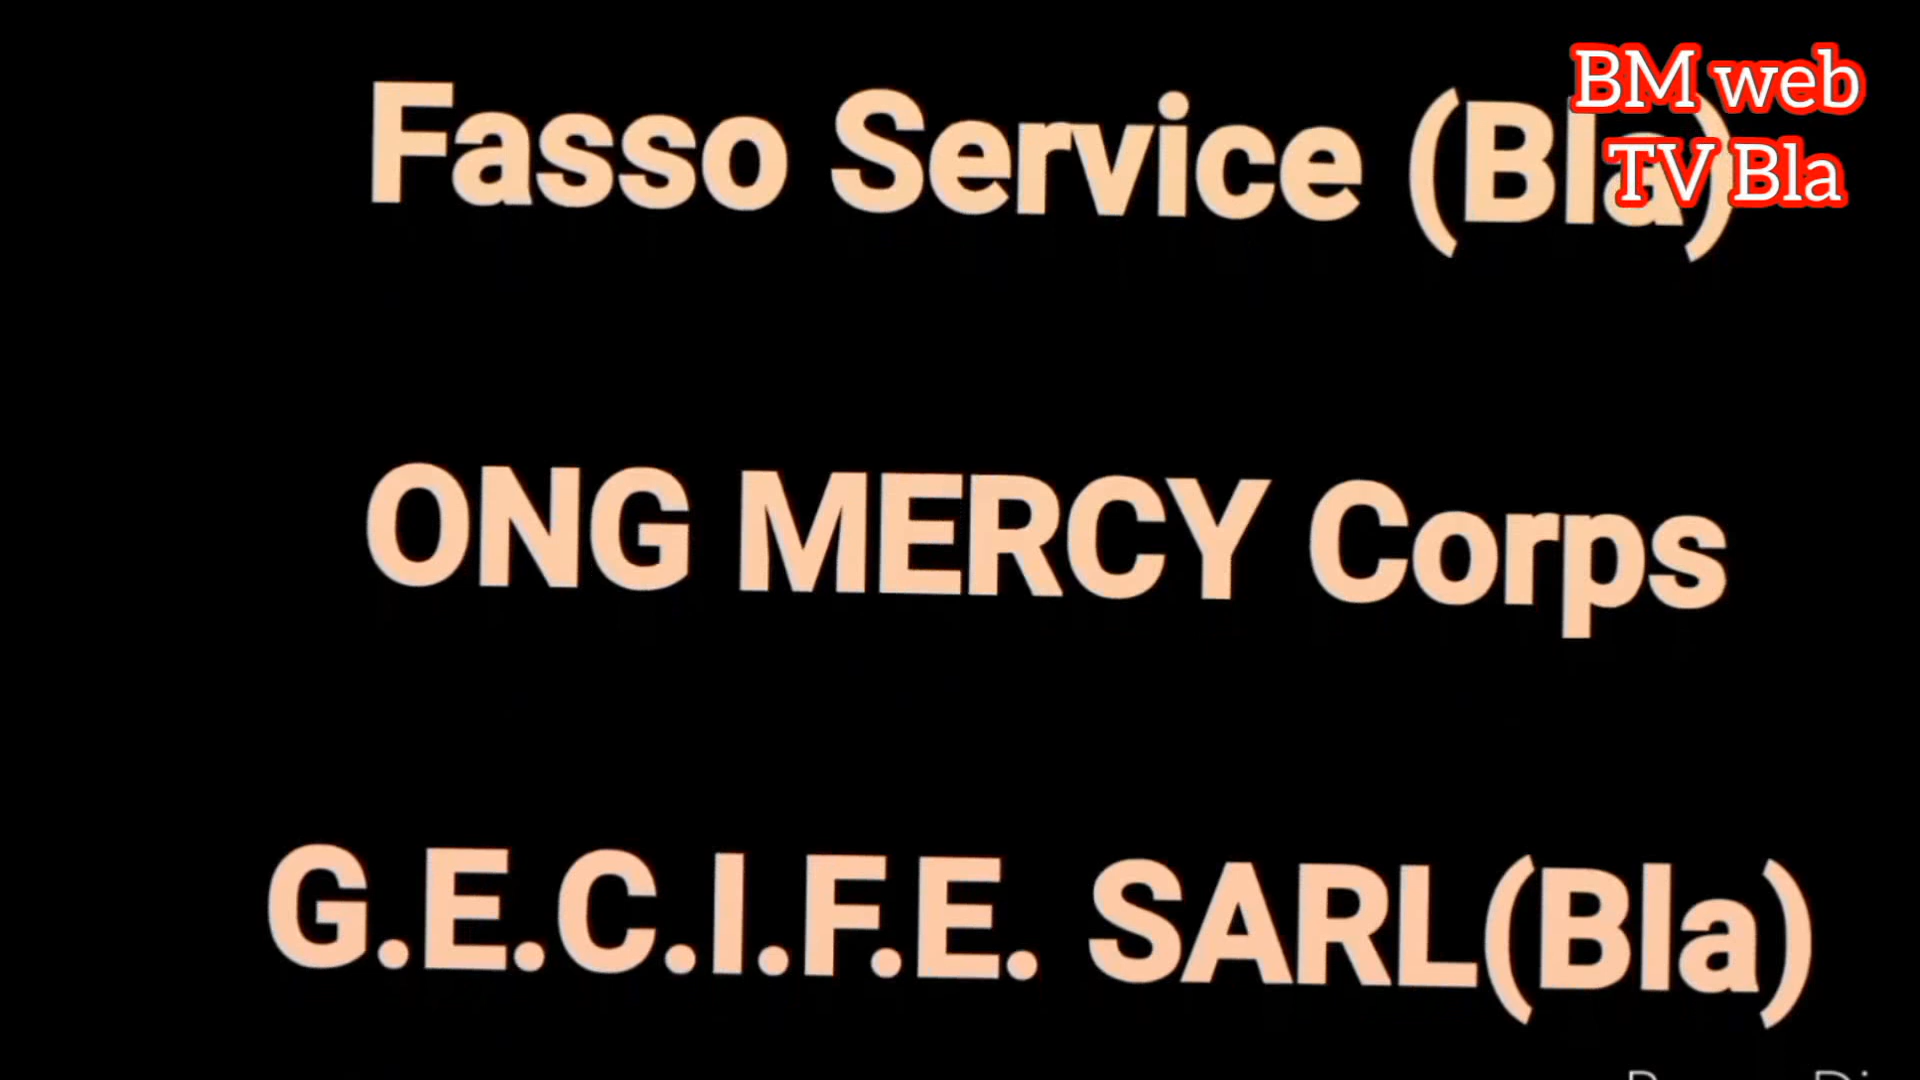 Fasso Service (Bla)
BM web
TV Bla
ONG MERCY Corps
G.E.C.I.F.E. SARL(Bla)